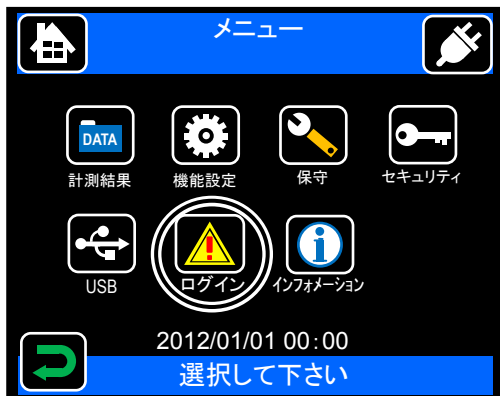 メニュー
DATA
計測結果 機能設定 保守 セキュリティ
USB ログイン インフォメーション
2012/01/01 00:00
選択して下さい